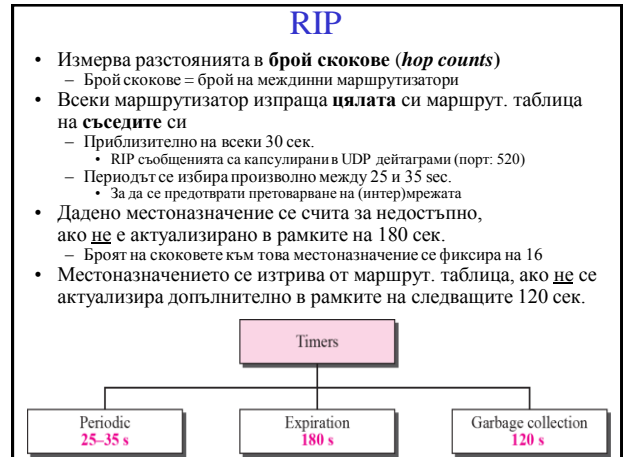 RIP
• Измерва разстоянията в брой скокове (hop counts)
– Брой скокове = брой на междинни маршрутизатори
• Всеки маршрутизатор изпраща цялата си маршрут. таблица
на съседите си
– Приблизително на всеки 30 сек.
• RIP съобщенията са капсулирани в UDP дейтаграми (порт: 520)
– Периодът се избира произволно между 25 и 35 sec.
• За да се предотврати претоварване на (интер)мрежата
• Дадено местоназначение се счита за недостъпно,
ако не е актуализирано в рамките на 180 сек.
– Броят на скоковете към това местоназначение се фиксира на 16
• Местоназначението се изтрива от маршрут. таблица, ако не се
актуализира допълнително в рамките на следващите 120 сек.
Timers
Periodic
25–35 s
Expiration
180 s
Garbage collection
120 s